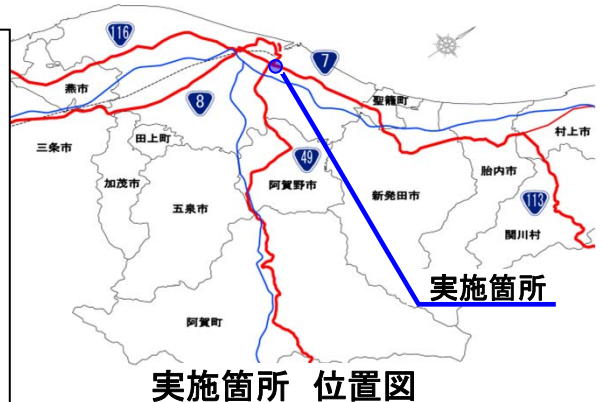 116
7
燕市
8
聖籠町
三条市
田上町
村上市
49
加茂市
阿賀野市
新発田市
胎内市
五泉市
113
関川村
実施箇所
阿賀町
実施箇所 位置図